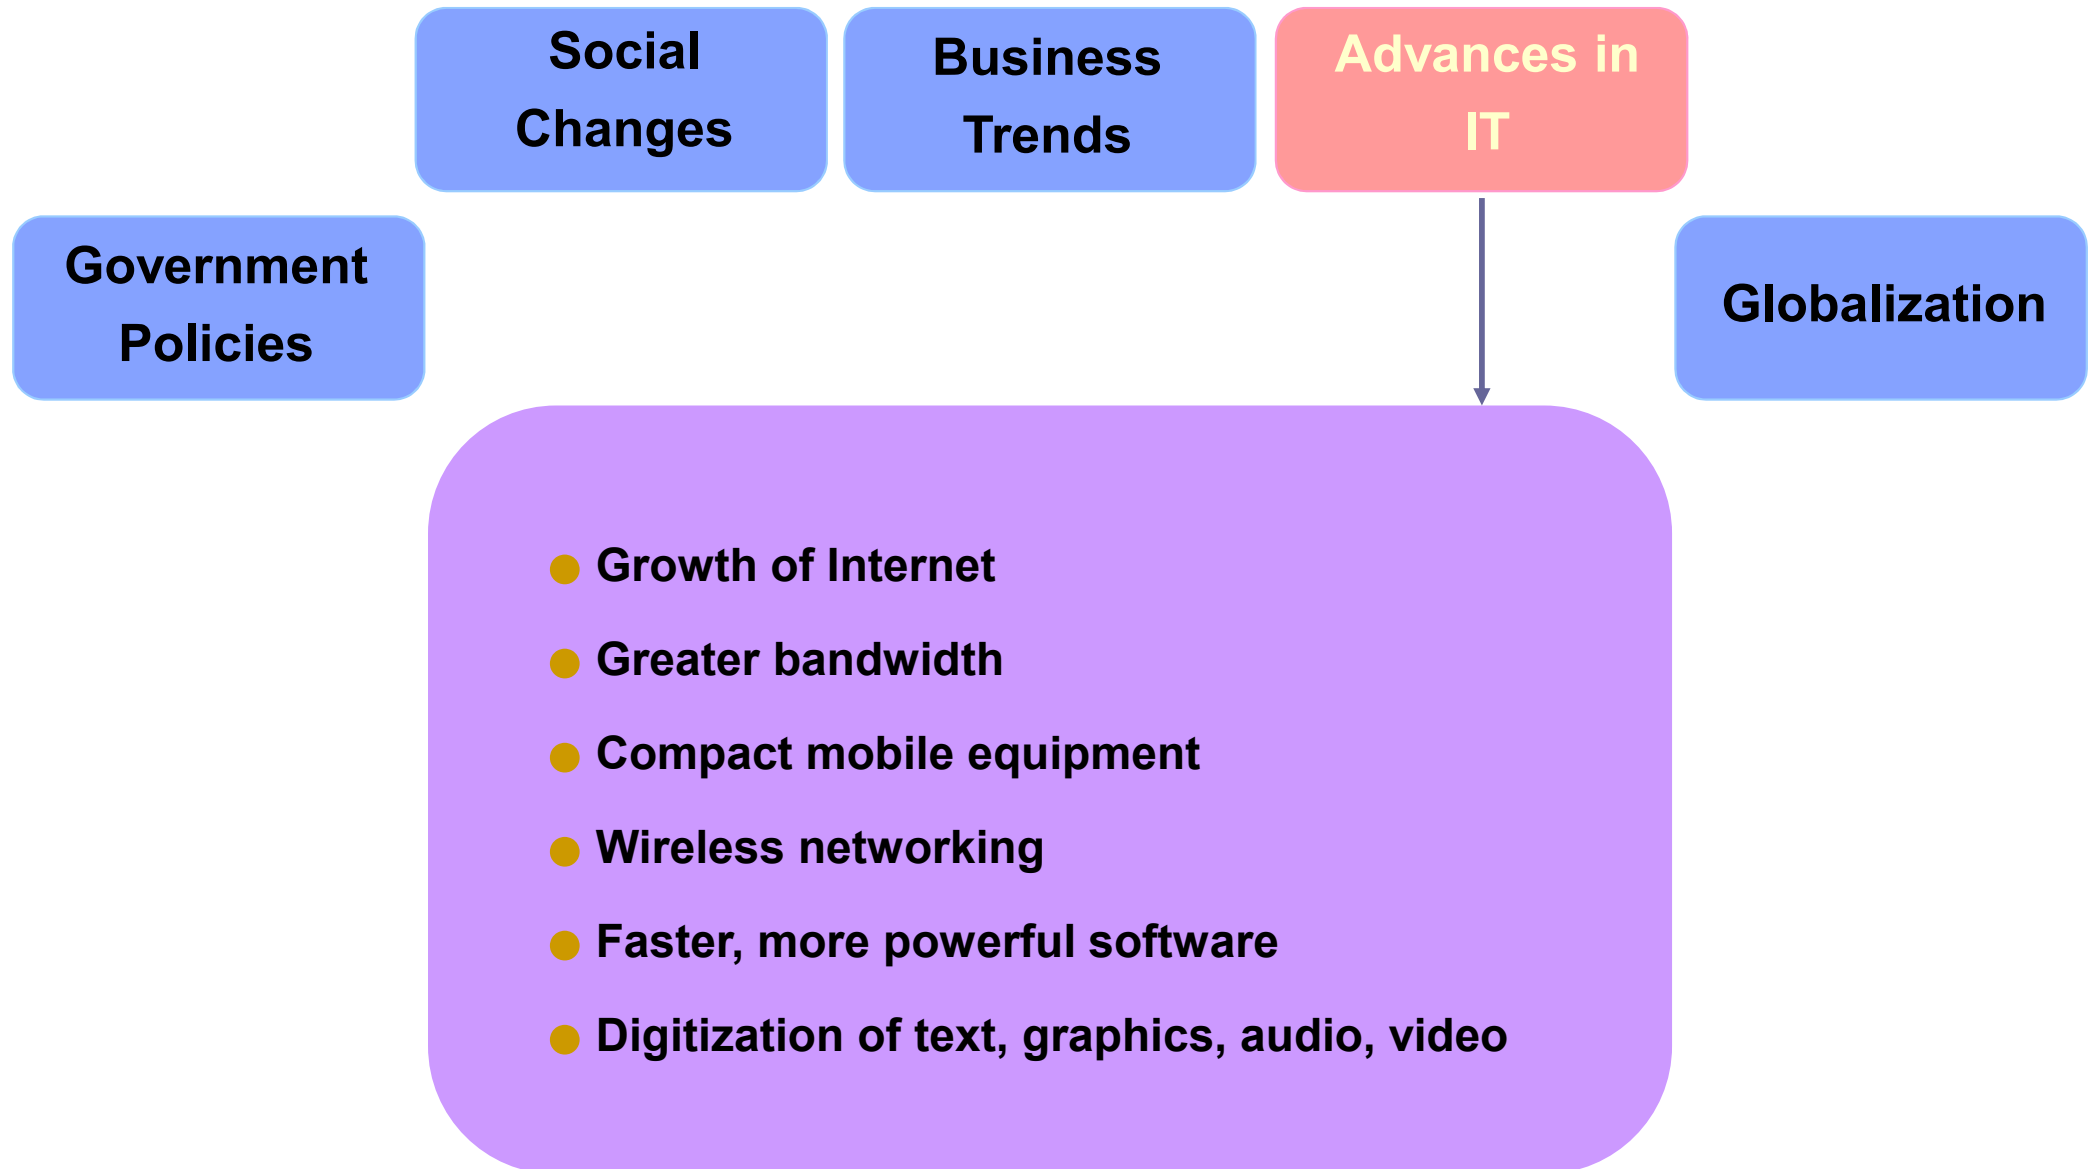 Social
Changes
Business
Trends
Advances in
IT
Government
Policies
Globalization
Growth of Internet
Greater bandwidth
Compact mobile equipment
Wireless networking
Faster, more powerful software
Digitization of text, graphics, audio, video